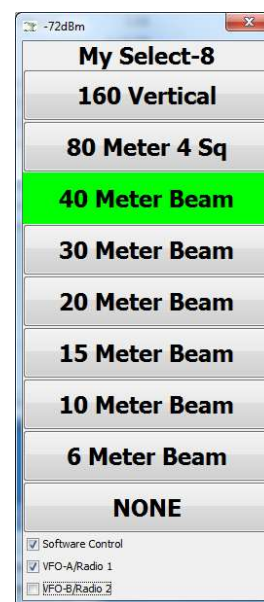 -72dBm
My Select-8
160 Vertical
80 Meter 4 Sq
40 Meter Beam
30 Meter Beam
20 Meter Beam
15 Meter Beam
10 Meter Beam
6 Meter Beam
NONE
Software Control
VFO-A/Radio 1
VFO-B/Radio 2